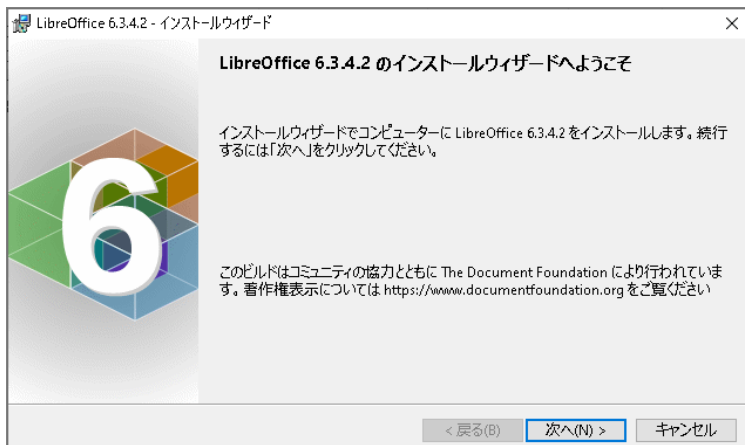 LibreOffice 6.3.4.2 - インストールウィザード
LibreOffice 6.3.4.2 のインストールウィザードへようこそ
インストールウィザードでコンピューターに LibreOffice 6.3.4.2 をインストールします。続行
するには「次へ」をクリックしてください。
6
このビルドはコミュニティの協力とともに The Document Foundation により行われていま
す。著作権表示については https://www.documentfoundation.org をご覧ください
< 戻る(B) 次へ(N) > キャンセル